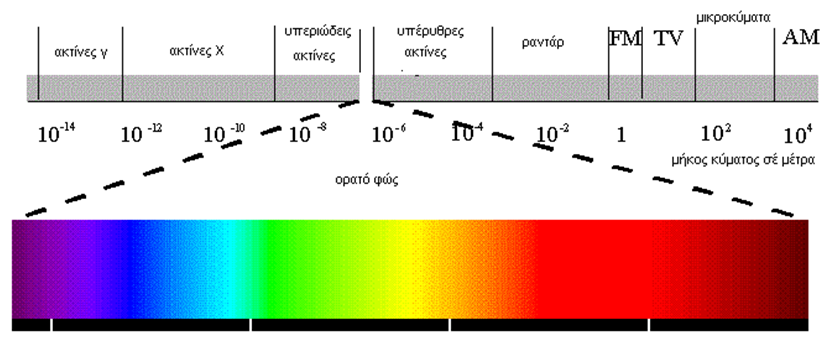 ακτίνες γ
ακτίνες Χ
υπεριώδεις
ακτίνες
υπέρυθρες
ακτίνες
ραντάρ
FM
TV
μικροκύματα
AM
10⁻¹⁴ 10⁻¹² 10⁻¹⁰ 10⁻⁸ 10⁻⁶ 10⁻⁴ 10⁻² 1 10² 10⁴
μήκος κύματος σέ μέτρα
ορατό φώς